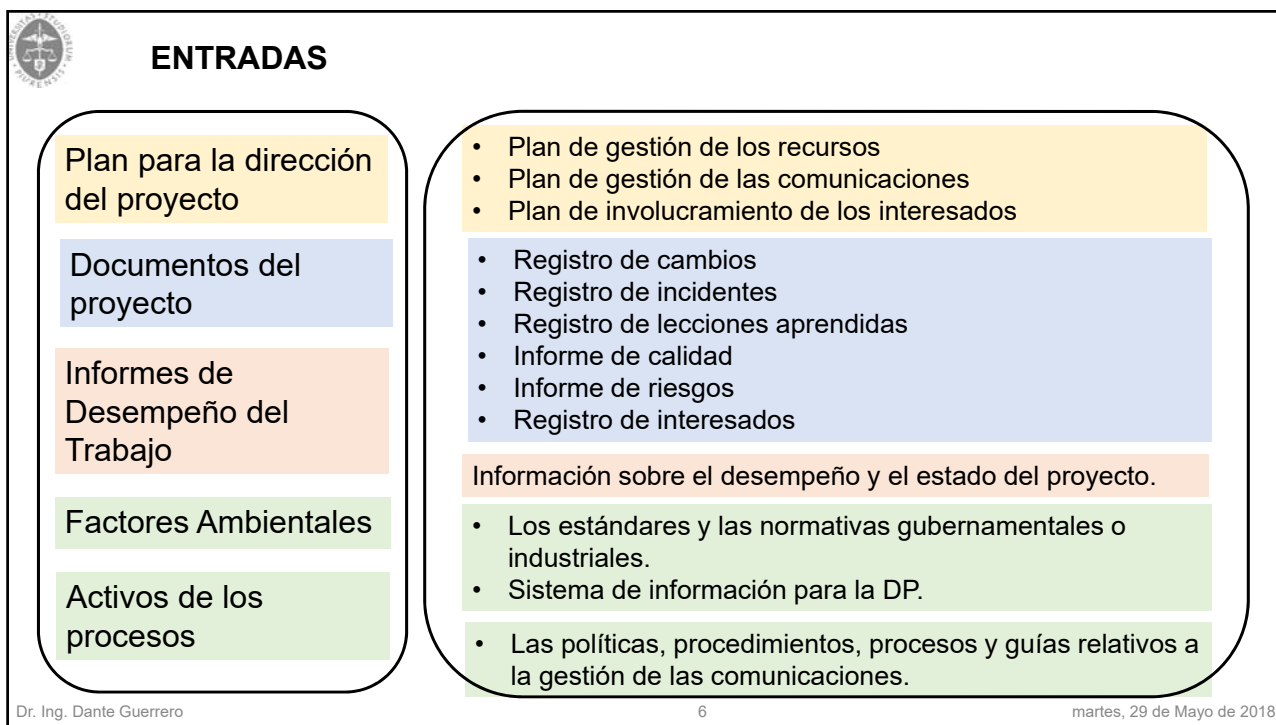 UNIVERSITAS STUDIORUM PIURENSIS
ENTRADAS
Plan para la dirección
del proyecto
Documentos del
proyecto
Informes de
Desempeño del
Trabajo
Factores Ambientales
Activos de los
procesos
• Plan de gestión de los recursos
• Plan de gestión de las comunicaciones
• Plan de involucramiento de los interesados
• Registro de cambios
• Registro de incidentes
• Registro de lecciones aprendidas
• Informe de calidad
• Informe de riesgos
• Registro de interesados
Información sobre el desempeño y el estado del proyecto.
• Los estándares y las normativas gubernamentales o
industriales.
• Sistema de información para la DP.
• Las políticas, procedimientos, procesos y guías relativos a
la gestión de las comunicaciones.
Dr. Ing. Dante Guerrero
6
martes, 29 de Mayo de 2018